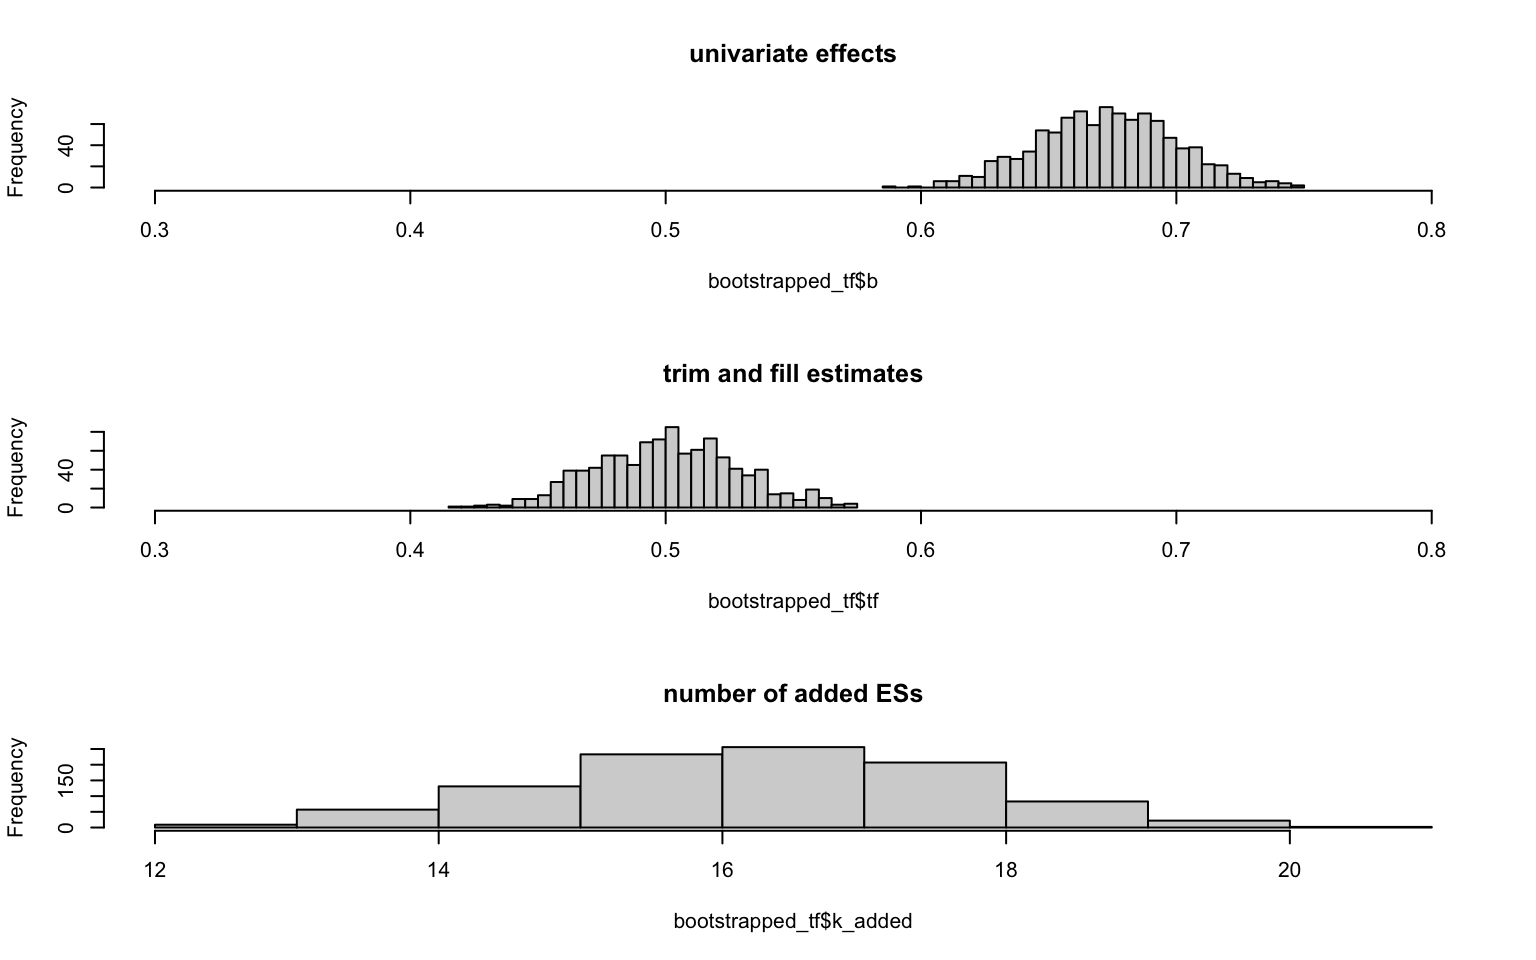 univariate effects
Frequency
40
0
0.3 0.4 0.5 0.6 0.7 0.8
bootstrapped_tf$b
trim and fill estimates
Frequency
40
0
0.3 0.4 0.5 0.6 0.7 0.8
bootstrapped_tf$tf
number of added ESs
Frequency
150
0
12 14 16 18 20
bootstrapped_tf$k_added